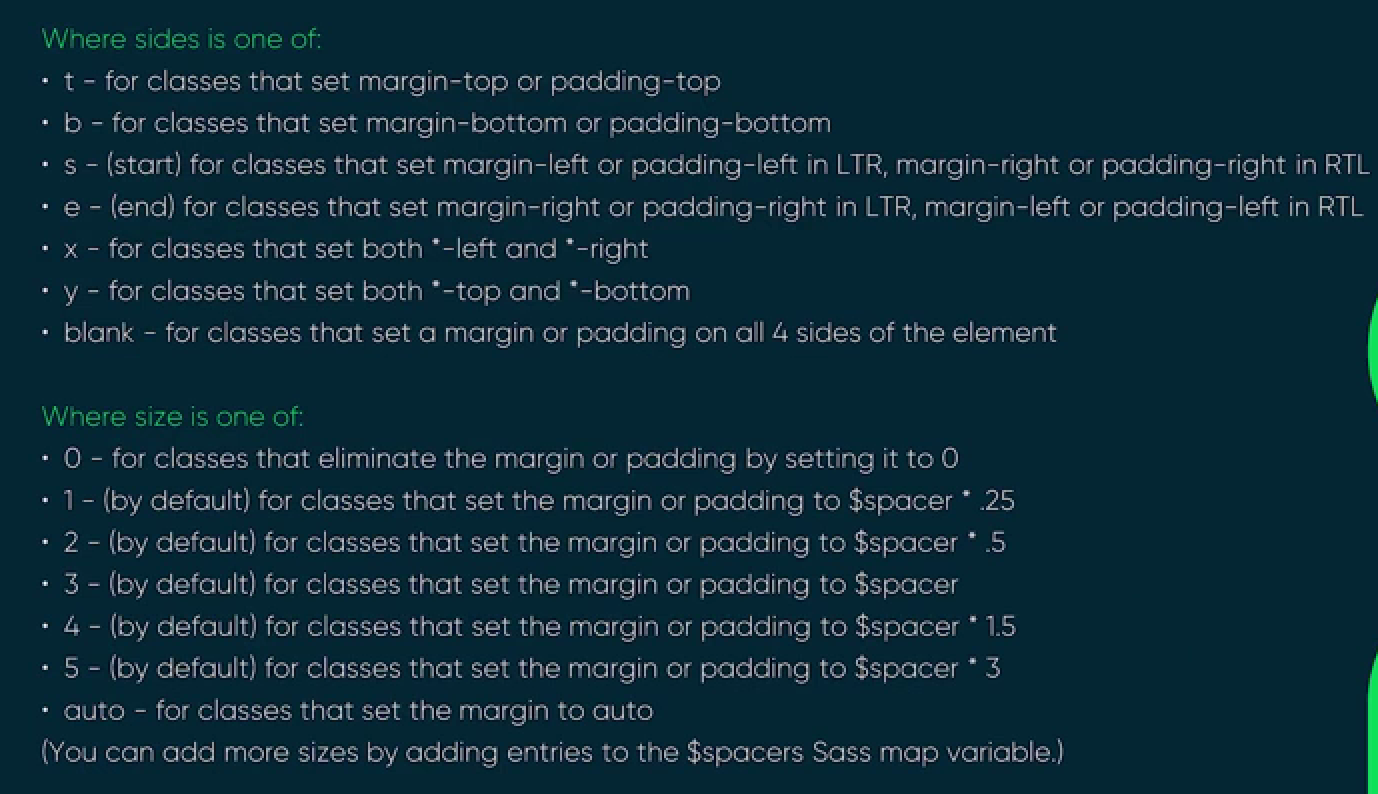 Where sides is one of:
• t - for classes that set margin-top or padding-top
• b - for classes that set margin-bottom or padding-bottom
• s - (start) for classes that set margin-left or padding-left in LTR, margin-right or padding-right in RTL
• e - (end) for classes that set margin-right or padding-right in LTR, margin-left or padding-left in RTL
• x - for classes that set both *-left and *-right
• y - for classes that set both *-top and *-bottom
• blank - for classes that set a margin or padding on all 4 sides of the element
Where size is one of:
• 0 - for classes that eliminate the margin or padding by setting it to 0
• 1 - (by default) for classes that set the margin or padding to $spacer * .25
• 2 - (by default) for classes that set the margin or padding to $spacer * .5
• 3 - (by default) for classes that set the margin or padding to $spacer
• 4 - (by default) for classes that set the margin or padding to $spacer * 1.5
• 5 - (by default) for classes that set the margin or padding to $spacer * 3
• auto - for classes that set the margin to auto
(You can add more sizes by adding entries to the $spacers Sass map variable.)